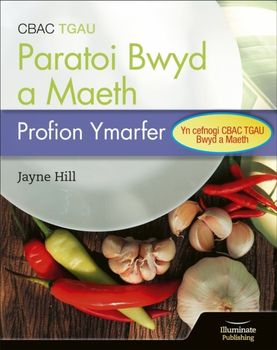 CBAC TGAU
Paratoi Bwyd
a Maeth
Profion Ymarfer
Yn cefnogi CBAC TGAU
Bwyd a Maeth
Jayne Hill
Illuminate
Publishing